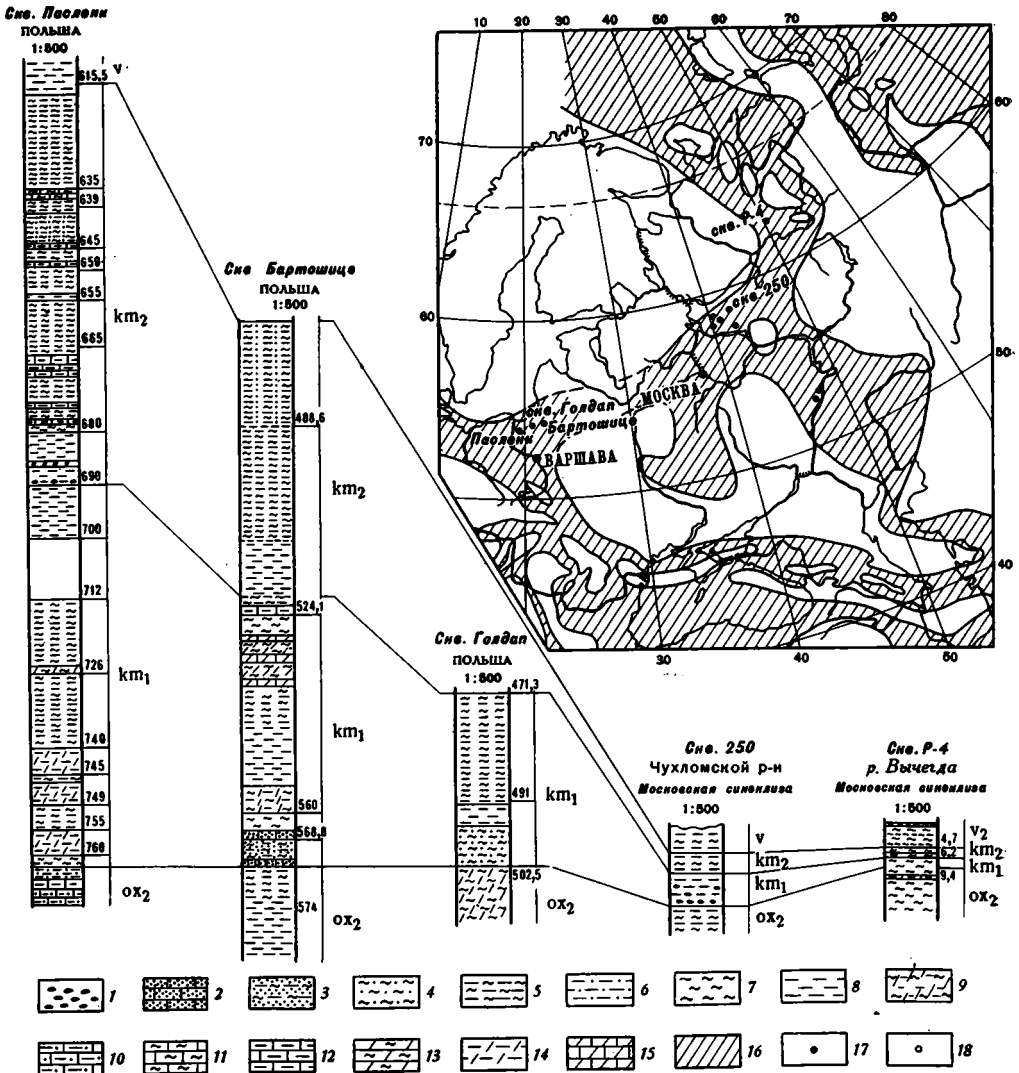 Скв. Пасленк
ПОЛЬША
1:500
615,5
v
635
639
645
650
655
665
km2
680
690
700
712
726
km1
740
745
749
755
760
ox2
Скв Бартошице
ПОЛЬША
1:500
488,6
km2
524,1
km1
560
568,8
574
ox2
Скв. Голдап
ПОЛЬША
1:500
471,3
491
km1
502,5
ox2
Скв. 250
Чухломской р-н
Московская синеклиза
1:500
v
km2
km1
ox2
Скв. Р-4
р. Вычегда
Московская синеклиза
1:500
4,7
6,2
9,4
v2
km2
km1
ox2
10 20 30 40 50 60 70 80
70
60
60
50
40
30
40
50
скв. Р-4
скв. 250
МОСКВА
скв. Голдап
Пасленк
Бартошице
ВАРШАВА
1 2 3 4 5 6 7 8 9
10 11 12 13 14 15 16 17 18